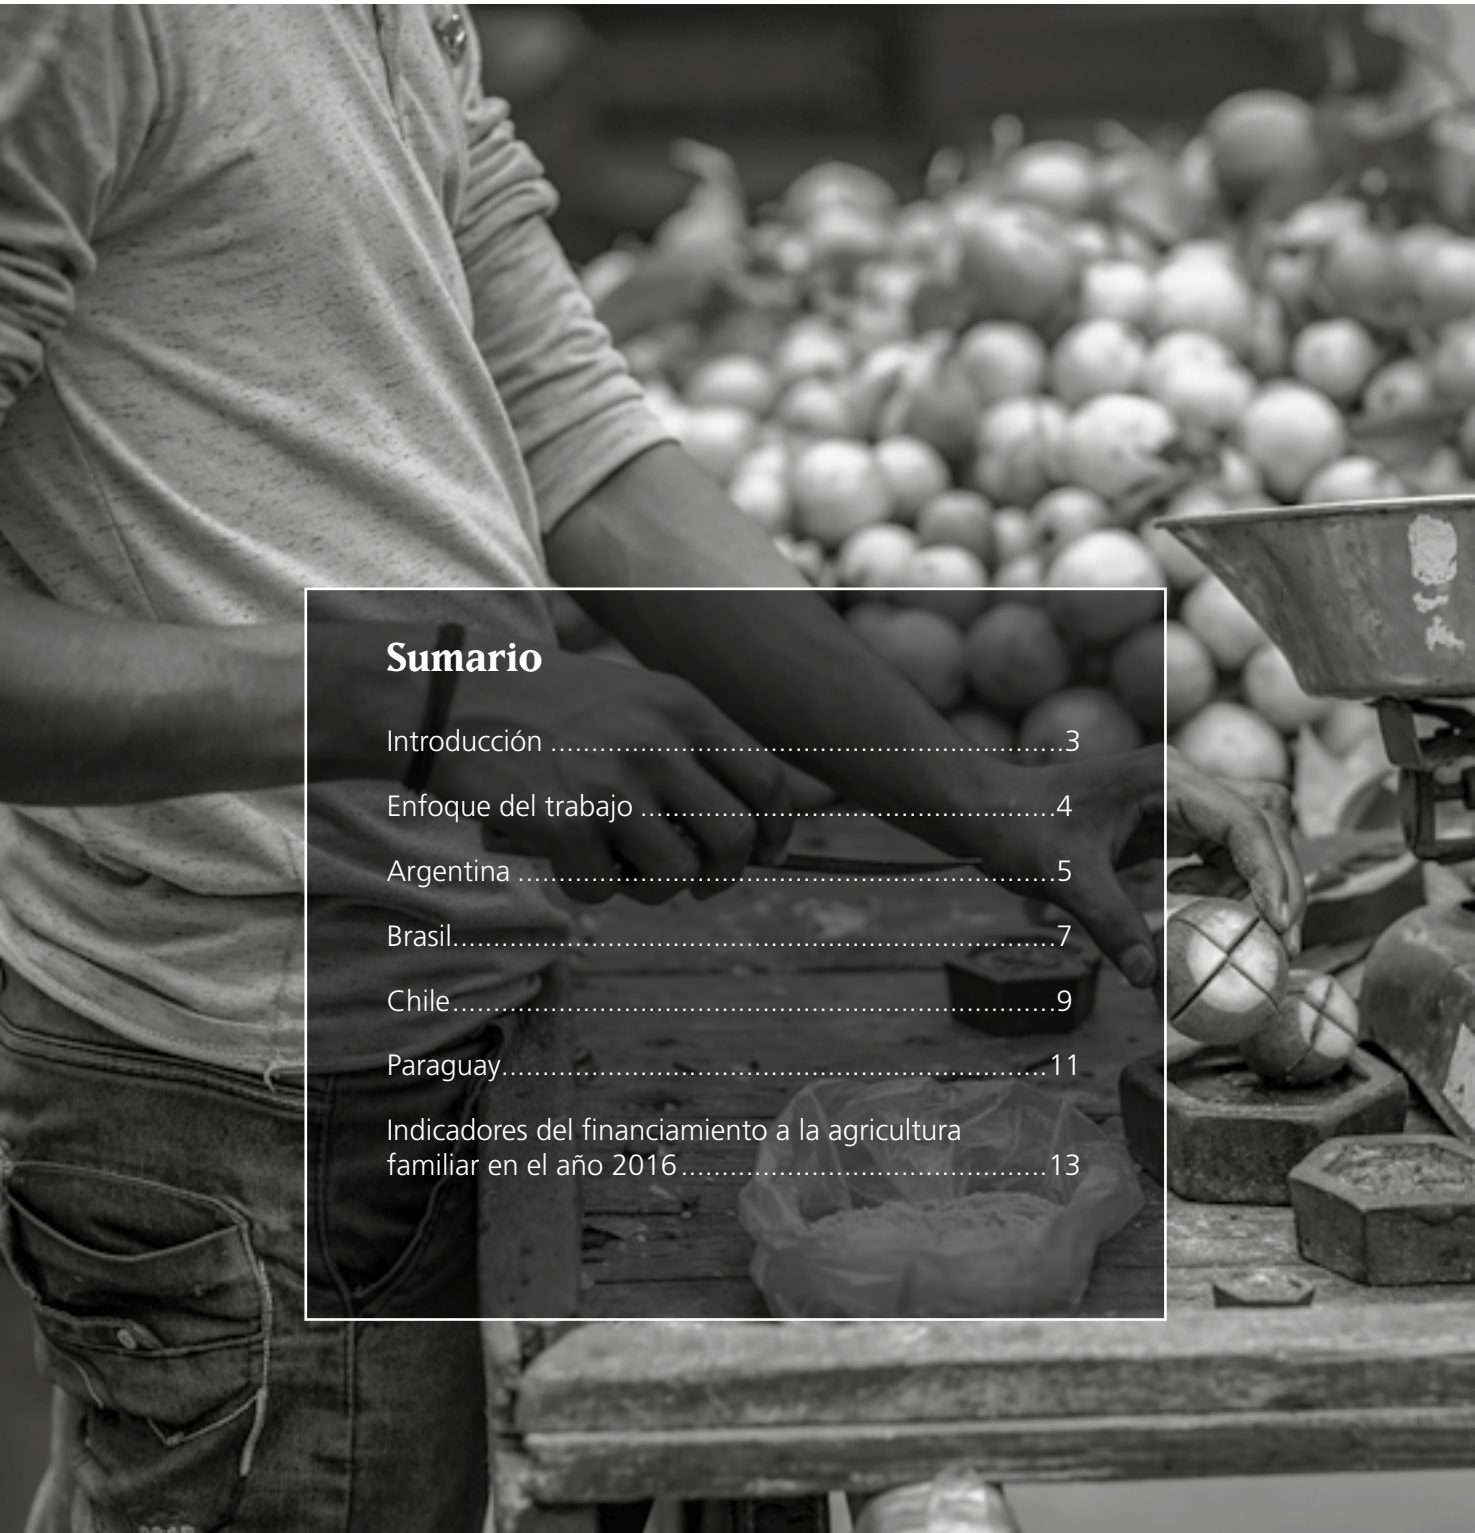 Sumario
Introducción ................................................................3
Enfoque del trabajo ...................................................4
Argentina ...................................................................5
Brasil...........................................................................7
Chile...........................................................................9
Paraguay....................................................................11
Indicadores del financiamiento a la agricultura
familiar en el año 2016.............................................13